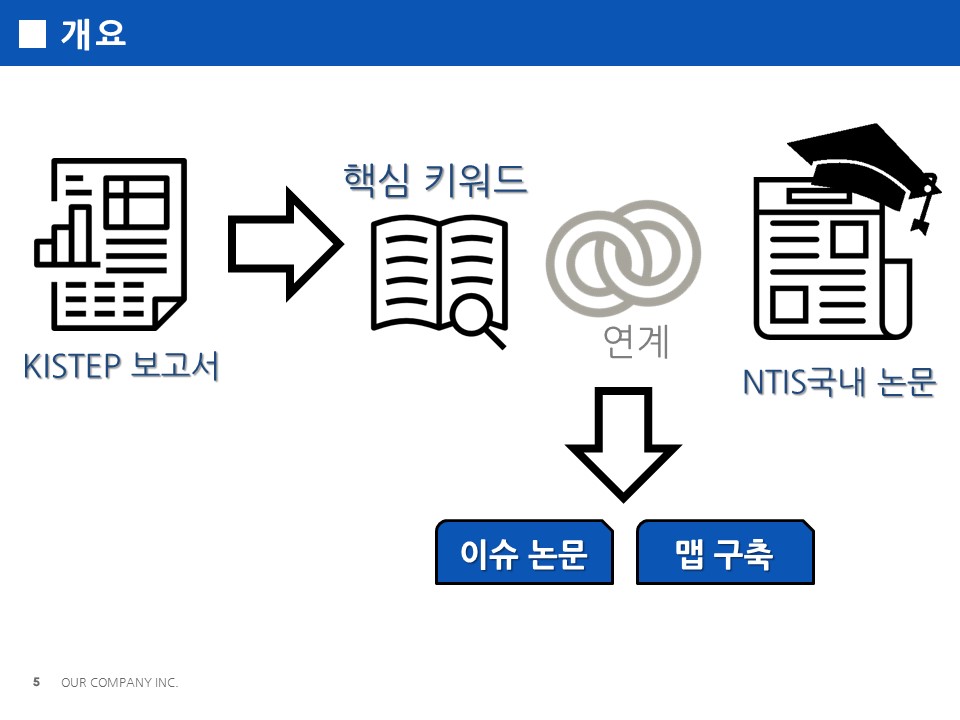 개요
핵심 키워드
연계
KISTEP 보고서
NTIS국내 논문
이슈 논문
맵 구축
5 OUR COMPANY INC.